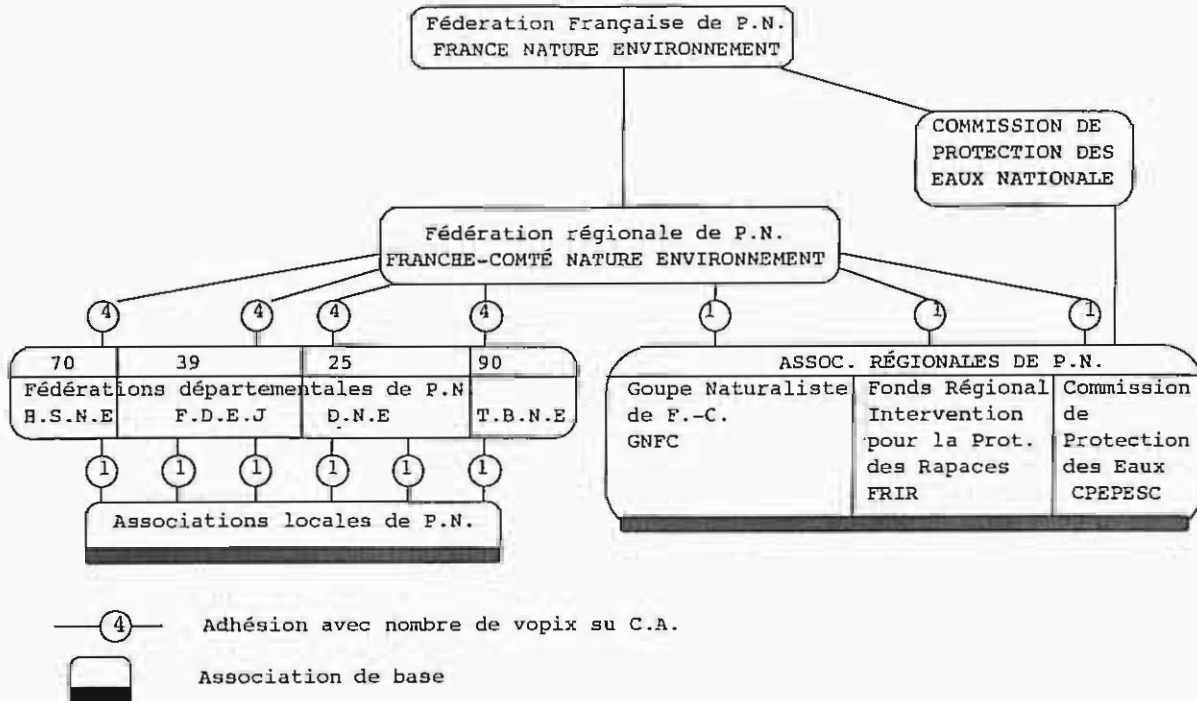 Féderation Française de P.N.
FRANCE NATURE ENVIRONNEMENT
COMMISSION DE
PROTECTION DES
EAUX NATIONALE
Fédération régionale de P.N.
FRANCHE-COMTÉ NATURE ENVIRONNEMENT
4 4 4 4 1 1 1
70 39 25 90
Fédérations départementales de P.N
H.S.N.E F.D.E.J D.N.E T.B.N.E
1 1 1 1 1 1
Associations locales de P.N.
ASSOC. RÉGIONALES DE P.N.
Goupe Naturaliste
de F.-C.
GNFC
Fonds Régional
Intervention
pour la Prot.
des Rapaces
FRIR
Commission
de
Protection
des Eaux
CPEPESC
4 Adhésion avec nombre de vopix su C.A.
Association de base